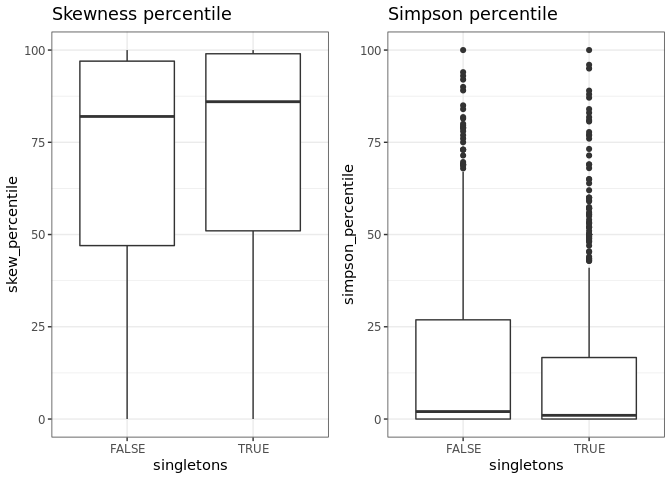 Skewness percentile
skew_percentile
100
75
50
25
0
FALSE
TRUE
singletons
Simpson percentile
simpson_percentile
100
75
50
25
0
FALSE
TRUE
singletons